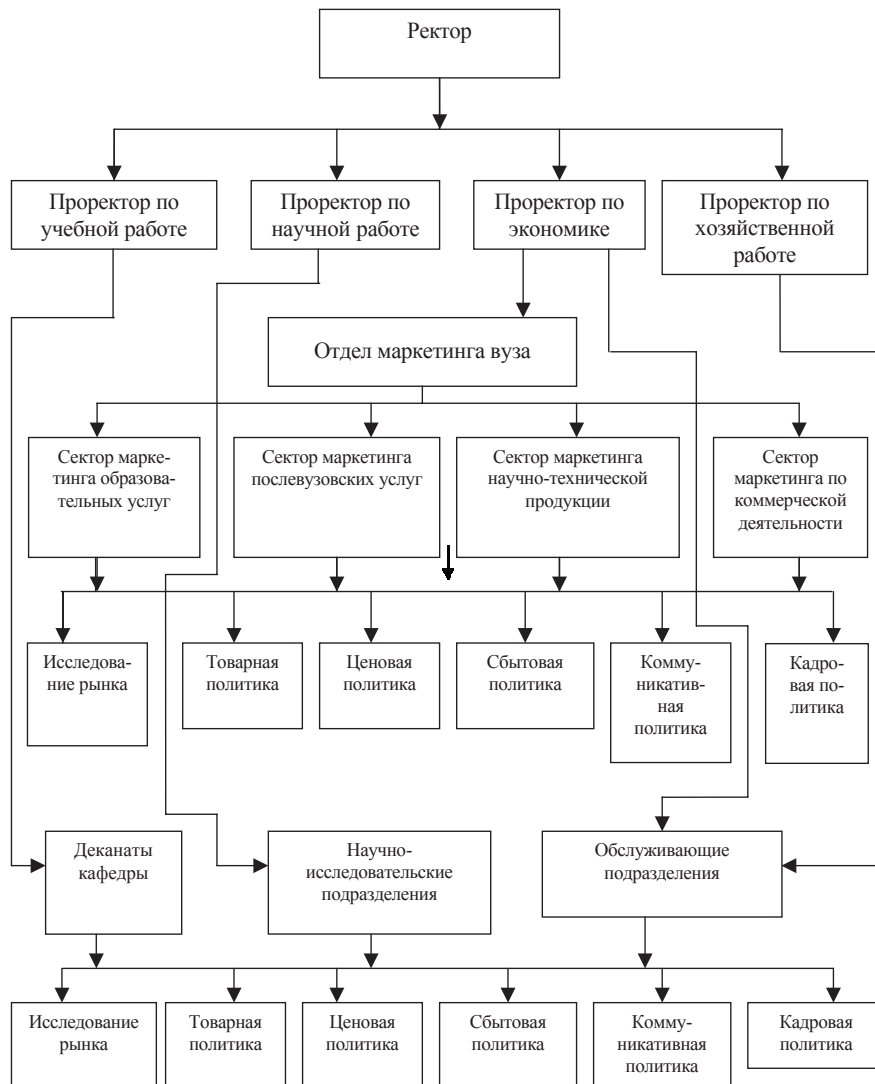 Ректор
Проректор по
учебной работе
Проректор по
научной работе
Проректор по
экономике
Проректор по
хозяйственной
работе
Отдел маркетинга вуза
Сектор марке-
тинга образова-
тельных услуг
Сектор маркетинга
послевузовских услуг
Сектор маркетинга
научно-технической
продукции
Сектор
маркетинга по
коммерческой
деятельности
Исследова-
ние рынка
Товарная
политика
Ценовая
политика
Сбытовая
политика
Комму-
никатив-
ная
политика
Кадро-
вая по-
литика
Деканаты
кафедры
Научно-
исследовательские
подразделения
Обслуживающие
подразделения
Исследование
рынка
Товарная
политика
Ценовая
политика
Сбытовая
политика
Комму-
никативная
политика
Кадровая
политика